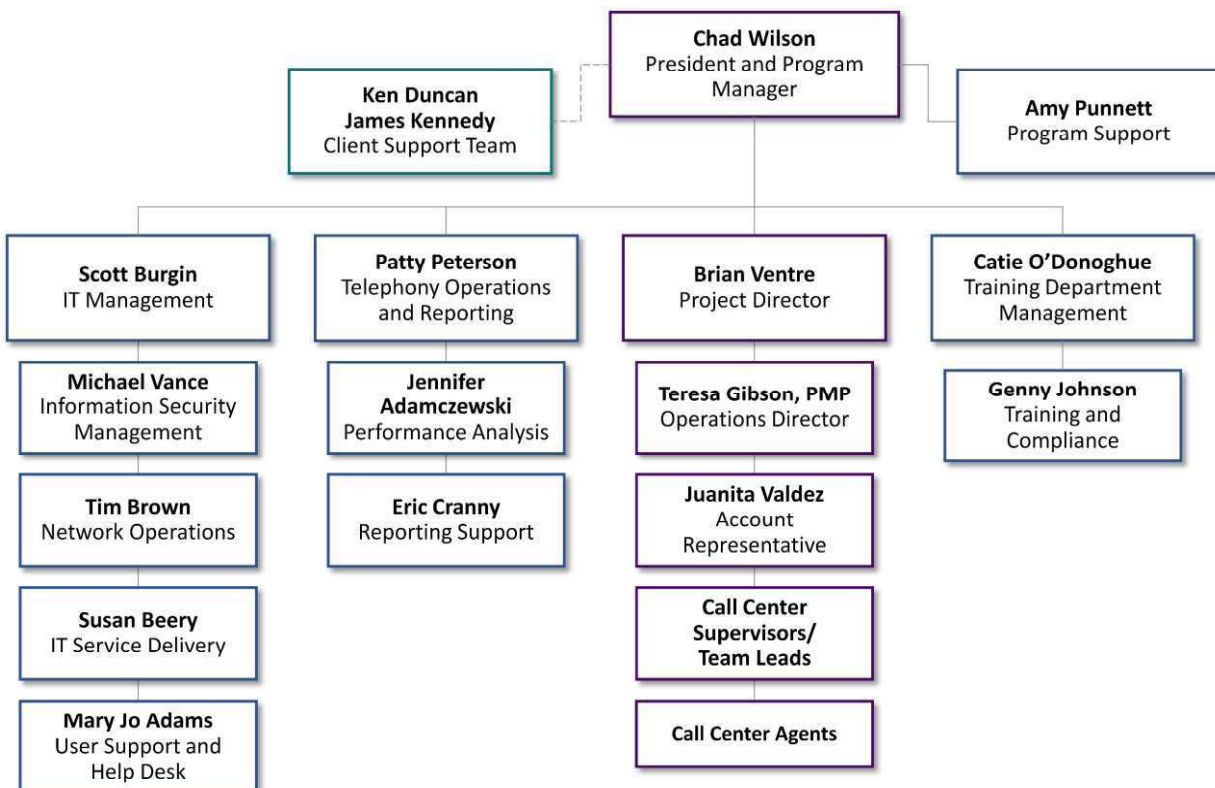 Chad Wilson
President and Program
Manager
Ken Duncan
James Kennedy
Client Support Team
Amy Punnett
Program Support
Scott Burgin
IT Management
Patty Peterson
Telephony Operations
and Reporting
Brian Ventre
Project Director
Catie O’Donoghue
Training Department
Management
Michael Vance
Information Security
Management
Jennifer
Adamczewski
Performance Analysis
Teresa Gibson, PMP
Operations Director
Genny Johnson
Training and
Compliance
Tim Brown
Network Operations
Eric Cranny
Reporting Support
Juanita Valdez
Account
Representative
Susan Beery
IT Service Delivery
Call Center
Supervisors/
Team Leads
Mary Jo Adams
User Support and
Help Desk
Call Center Agents